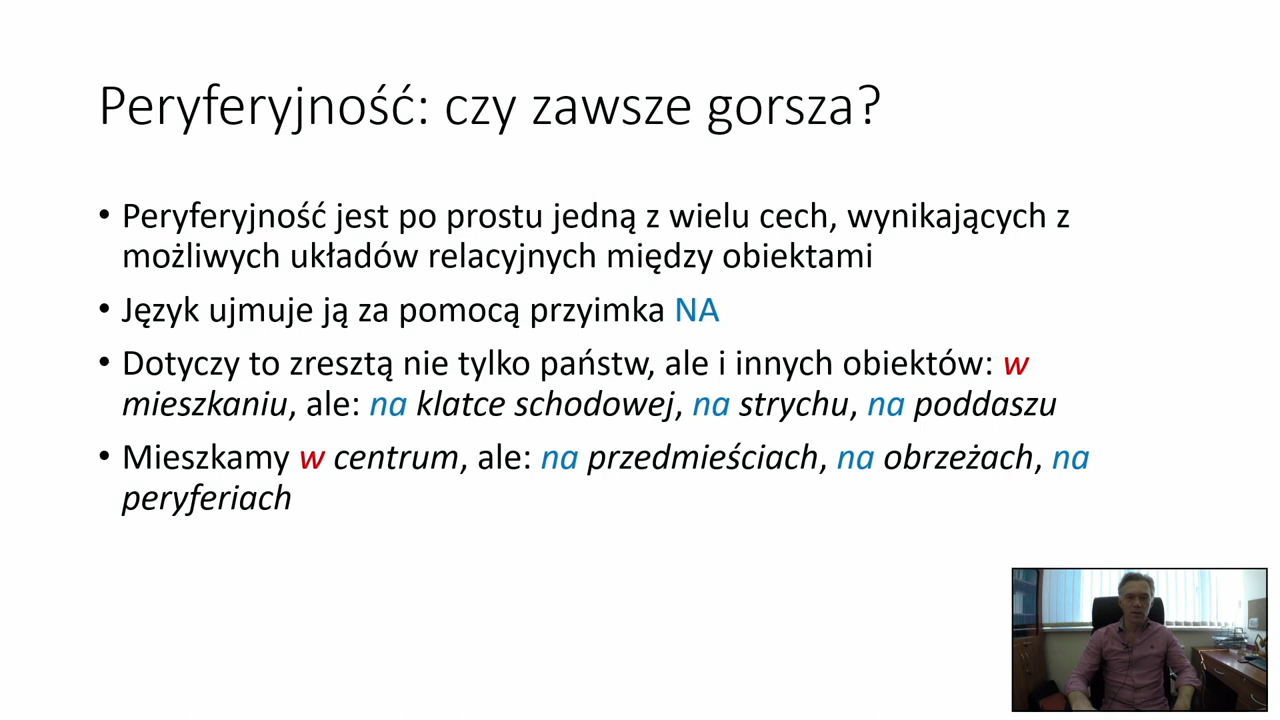 Peryferyjność: czy zawsze gorsza?
• Peryferyjność jest po prostu jedną z wielu cech, wynikających z
możliwych układów relacyjnych między obiektami
• Język ujmuje ją za pomocą przyimka NA
• Dotyczy to zresztą nie tylko państw, ale i innych obiektów: w
mieszkaniu, ale: na klatce schodowej, na strychu, na poddaszu
• Mieszkamy w centrum, ale: na przedmieściach, na obrzeżach, na
peryferiach